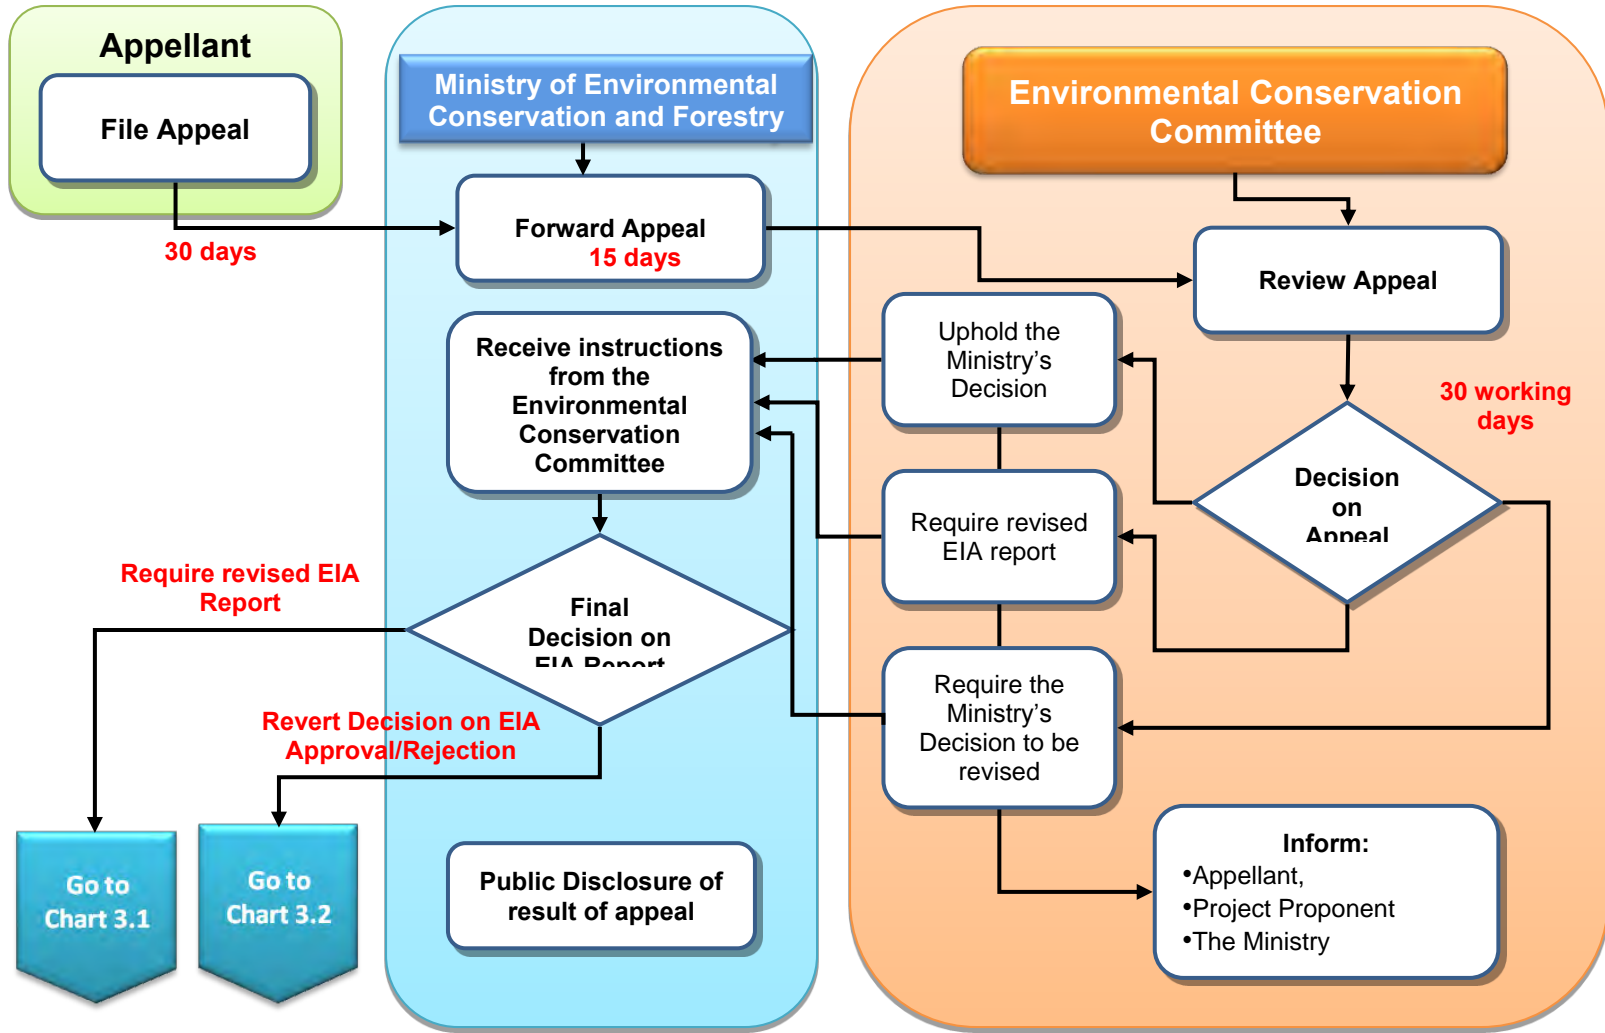 Appellant
File Appeal
30 days
Ministry of Environmental
Conservation and Forestry
Forward Appeal
15 days
Receive instructions
from the
Environmental
Conservation
Committee
Final
Decision on
EIA Report
Require revised EIA
Report
Revert Decision on EIA
Approval/Rejection
Go to
Chart 3.1
Go to
Chart 3.2
Public Disclosure of
result of appeal
Environmental Conservation
Committee
Review Appeal
30 working
days
Decision
on
Appeal
Uphold the
Ministry’s
Decision
Require revised
EIA report
Require the
Ministry’s
Decision to be
revised
Inform:
•Appellant,
•Project Proponent
•The Ministry